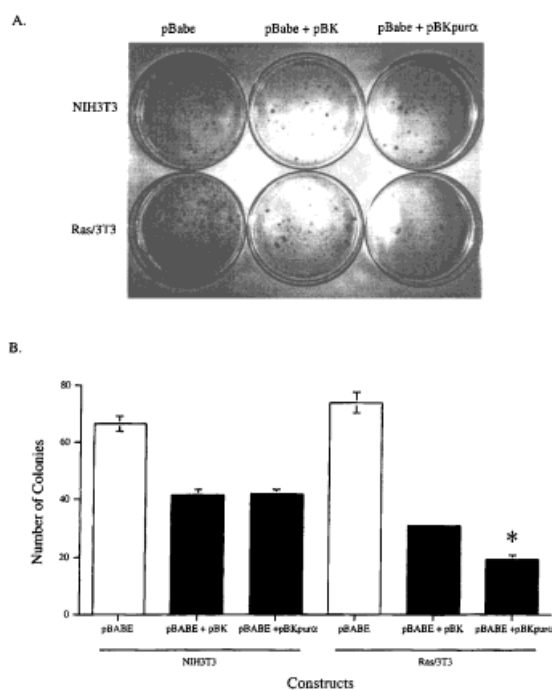 A.
pBabe
pBabe + pBK
pBabe + pBKpurα
NIH3T3
Ras/3T3
B.
Number of Colonies
80
60
40
20
0
*
pBABE
pBABE + pBK
pBABE +pBKpurα
pBABE
pBABE + pBK
pBABE +pBKpurα
NIH3T3
Ras/3T3
Constructs